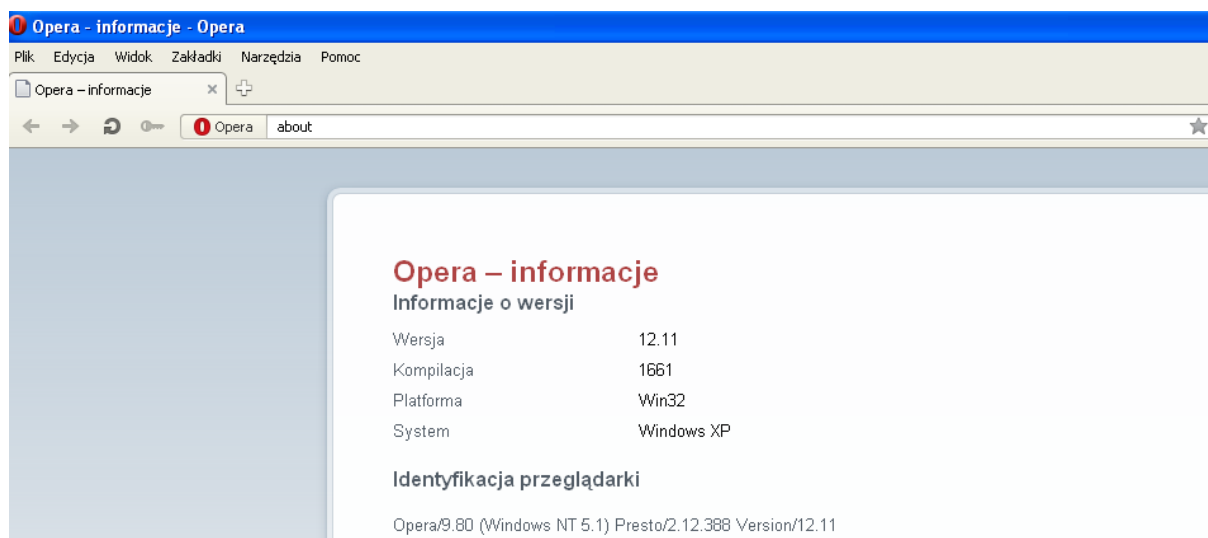 Opera - informacje - Opera
Plik Edycja Widok Zakładki Narzędzia Pomoc
Opera – informacje
Opera about
Opera – informacje
Informacje o wersji
Wersja 12.11
Kompilacja 1661
Platforma Win32
System Windows XP
Identyfikacja przeglądarki
Opera/9.80 (Windows NT 5.1) Presto/2.12.388 Version/12.11